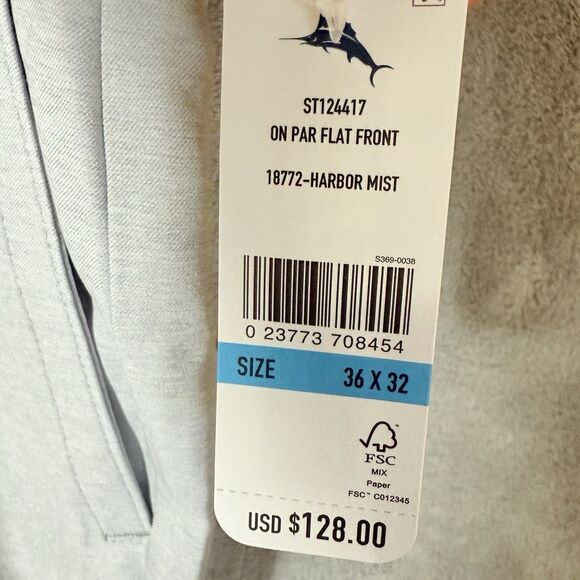 ST124417
ON PAR FLAT FRONT
18772-HARBOR MIST
S369-0038
0 23773 708454
SIZE 36 X 32
FSC
MIX
Paper
FSC™ C012345
USD $128.00